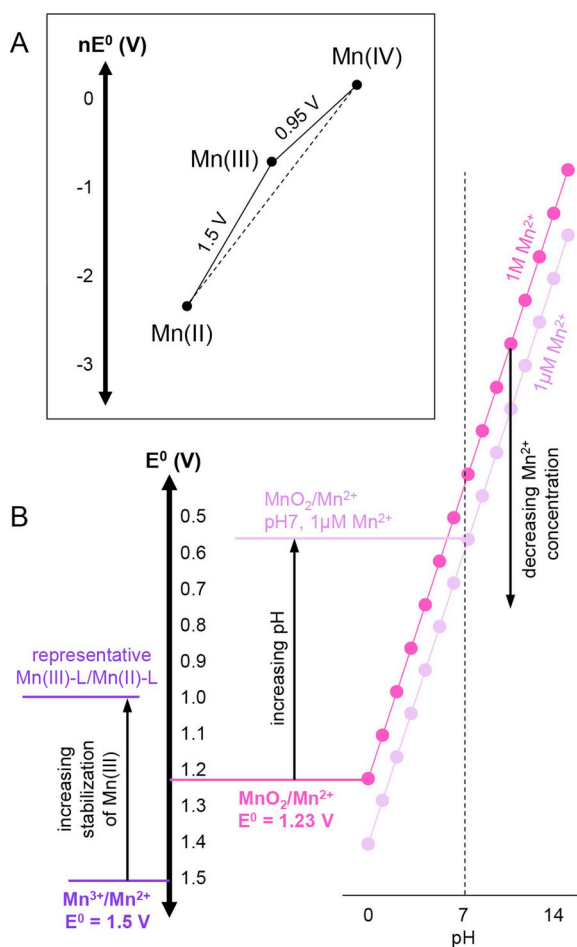 A
nE⁰ (V)
0
-1
-2
-3
Mn(IV)
0.95 V
Mn(III)
1.5 V
Mn(II)
B
E⁰ (V)
0.5
0.6
0.7
0.8
0.9
1.0
1.1
1.2
1.3
1.4
1.5
representative
Mn(III)-L/Mn(II)-L
increasing
stabilization
of Mn(III)
Mn³⁺/Mn²⁺
E⁰ = 1.5 V
MnO₂/Mn²⁺
pH7, 1µM Mn²⁺
increasing pH
MnO₂/Mn²⁺
E⁰ = 1.23 V
1M Mn²⁺
1µM Mn²⁺
decreasing Mn²⁺
concentration
0
7
14
pH